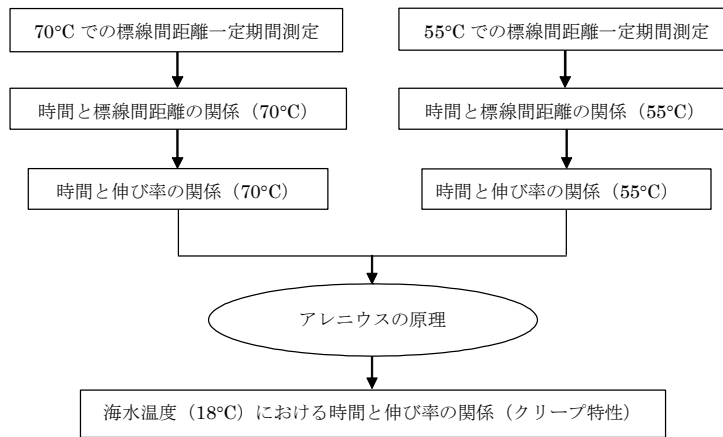 70°C での標線間距離一定期間測定
55°C での標線間距離一定期間測定
時間と標線間距離の関係（70°C）
時間と標線間距離の関係（55°C）
時間と伸び率の関係（70°C）
時間と伸び率の関係（55°C）
アレニウスの原理
海水温度（18°C）における時間と伸び率の関係（クリープ特性）